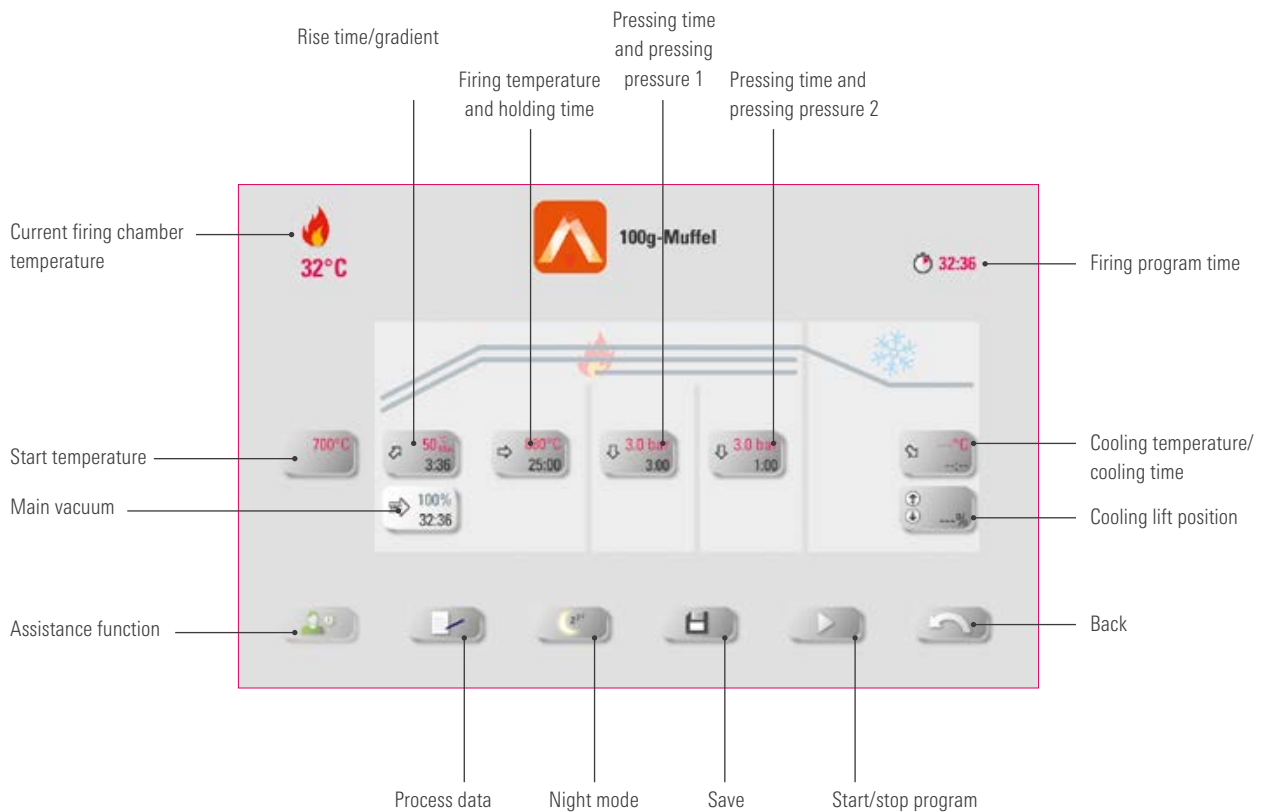 Pressing time
and pressing
pressure 1
Rise time/gradient
Firing temperature
and holding time
Pressing time and
pressing pressure 2
Current firing chamber
temperature
32°C
100g-Muffel
32:36
Firing program time
Start temperature
700°C
50
3:36
25:00
3.0 bar
3:00
3.0 bar
1:00
---°C
--:--
Cooling temperature/
cooling time
Main vacuum
100%
32:36
---%
Cooling lift position
Assistance function
Back
Process data
Night mode
Save
Start/stop program